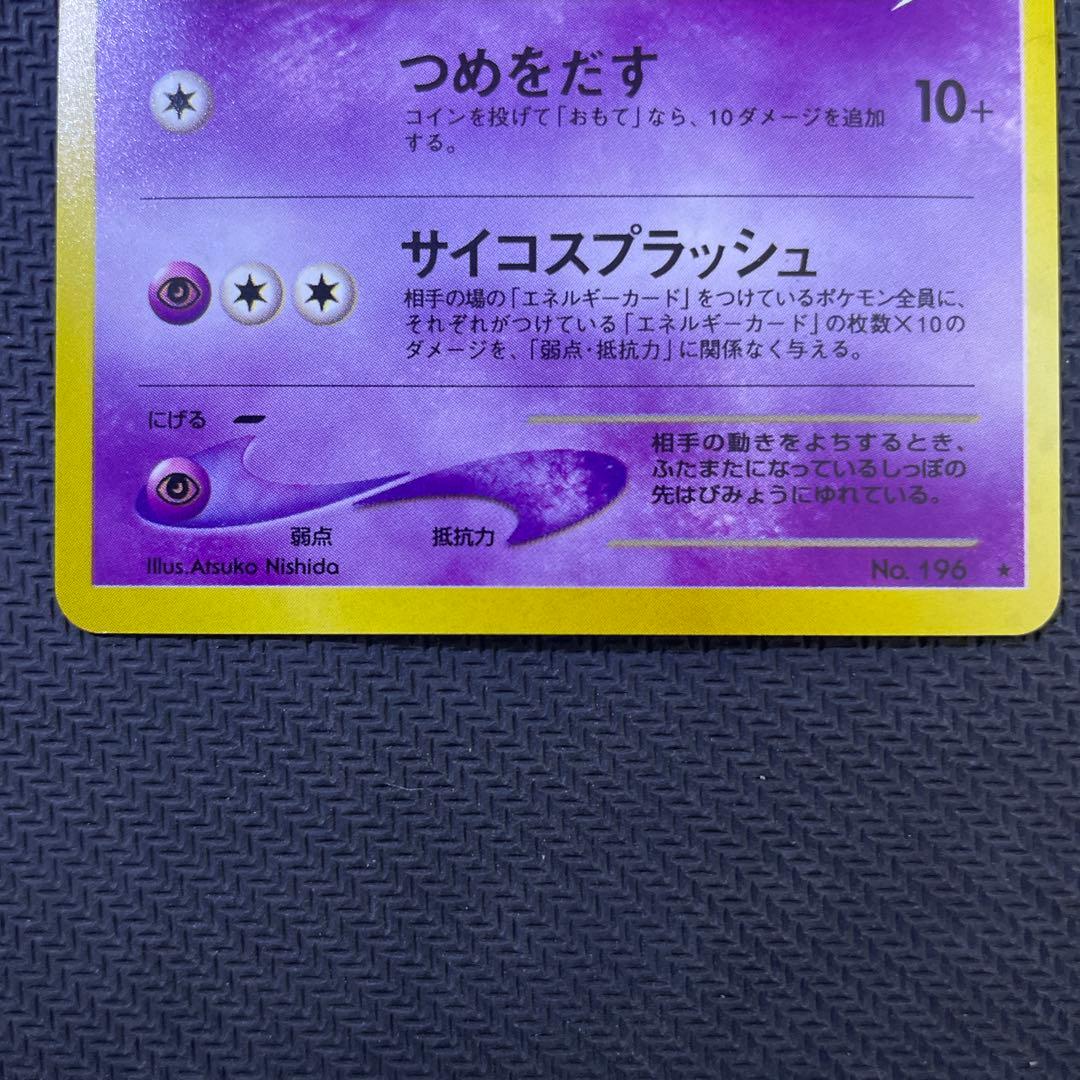 つめをだす
コインを投げて「おもて」なら、10ダメージを追加
する。
10+
サイコスプラッシュ
相手の場の「エネルギーカード」をつけているポケモン全員に、
それぞれがつけている「エネルギーカード」の枚数×10の
ダメージを、「弱点・抵抗力」に関係なく与える。
にげる
相手の動きをよちするとき、
ふたまたになっているしっぽの
先はびみょうにゆれている。
弱点
抵抗力
Illus.Atsuko Nishida
No. 196 ★